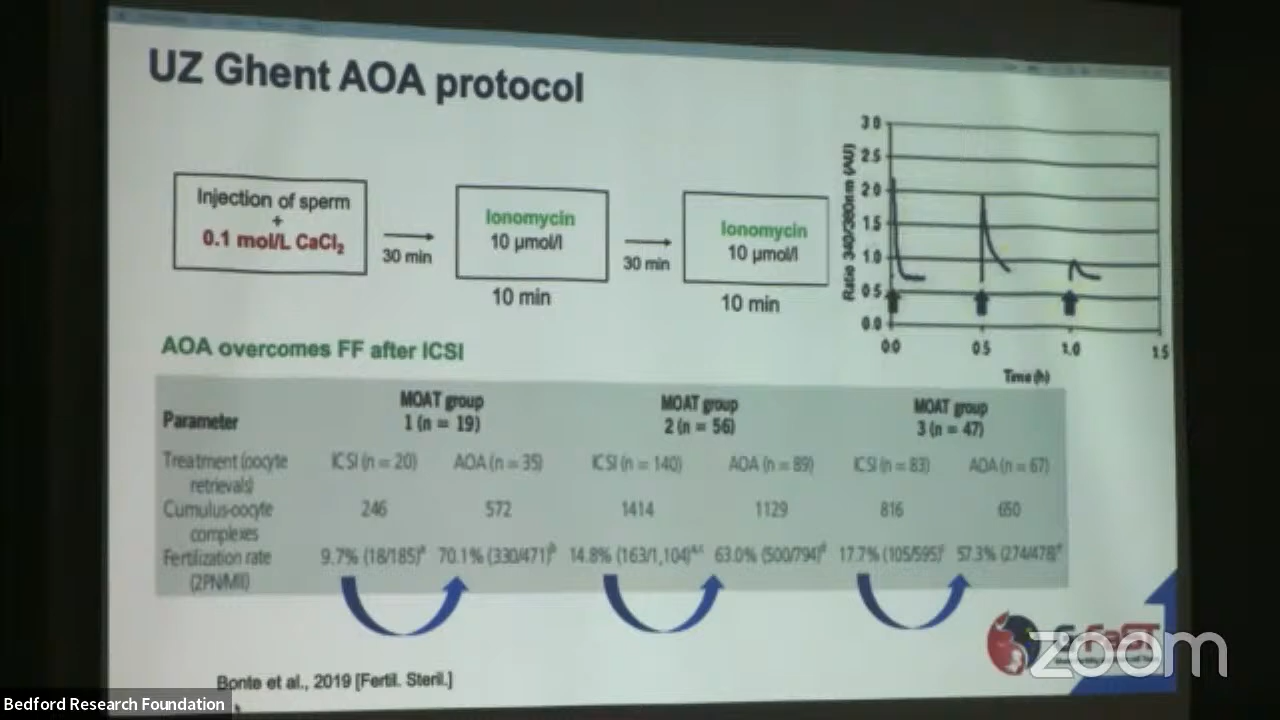 UZ Ghent AOA protocol
Injection of sperm
+
0.1 mol/L CaCl₂
30 min
Ionomycin
10 µmol/l
10 min
30 min
Ionomycin
10 µmol/l
10 min
Ratio 340/380nm (AU)
3.0
2.5
2.0
1.5
1.0
0.5
0.0
0.0 0.5 1.0 1.5
Time (h)
AOA overcomes FF after ICSI
Parameter
MOAT group
1 (n = 19)
MOAT group
2 (n = 56)
MOAT group
3 (n = 47)
Treatment (oocyte
retrievals)
ICSI (n = 20) AOA (n = 35) ICSI (n = 140) AOA (n = 89) ICSI (n = 83) AOA (n = 67)
Cumulus-oocyte
complexes
246 572 1414 1129 816 650
Fertilization rate
(2PN/MII)
9.7% (18/185)ᵃ 70.1% (330/471)ᵇ 14.8% (163/1,104) 63.0% (500/794) 17.7% (105/595) 57.3% (274/478)
Bonte et al., 2019 [Fertil. Steril.]
zoom
Bedford Research Foundation